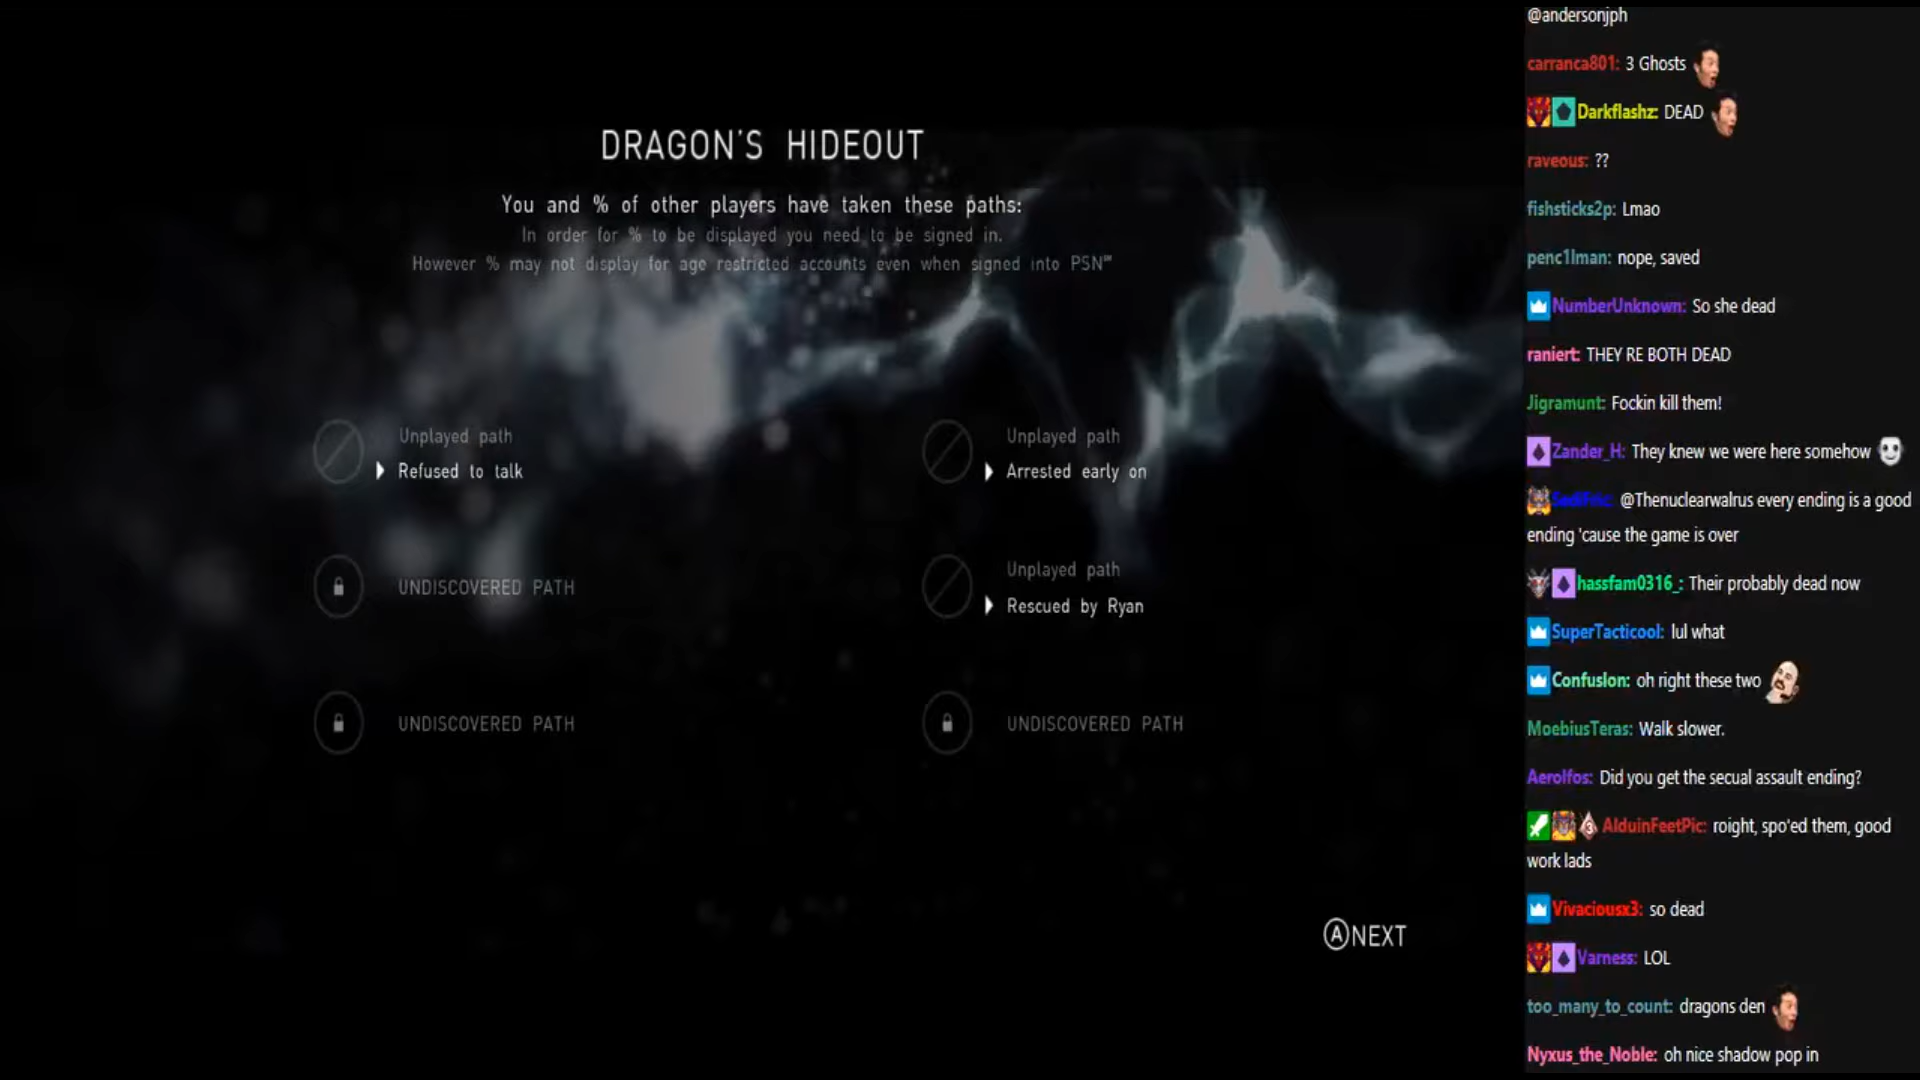 DRAGON'S HIDEOUT
You and % of other players have taken these paths:
In order for % to be displayed you need to be signed in.
However % may not display for age restricted accounts even when signed into PSN℠
Unplayed path
Refused to talk
Unplayed path
Arrested early on
UNDISCOVERED PATH
Unplayed path
Rescued by Ryan
UNDISCOVERED PATH
UNDISCOVERED PATH
A NEXT
@andersonjph
carranca801: 3 Ghosts
Darkflashz: DEAD
raveous: ??
fishsticks2p: Lmao
penc1lman: nope, saved
NumberUnknown: So she dead
raniert: THEY RE BOTH DEAD
Jigramunt: Fockin kill them!
Zander_H: They knew we were here somehow
@Thenuclearwalrus every ending is a good
ending 'cause the game is over
hassfam0316_: Their probably dead now
SuperTacticool: lul what
Confuslon: oh right these two
MoebiusTeras: Walk slower.
Aerolfos: Did you get the secual assault ending?
3 AlduinFeetPic: roight, spo'ed them, good
work lads
Vivaciousx3: so dead
Varness: LOL
too_many_to_count: dragons den
Nyxus_the_Noble: oh nice shadow pop in